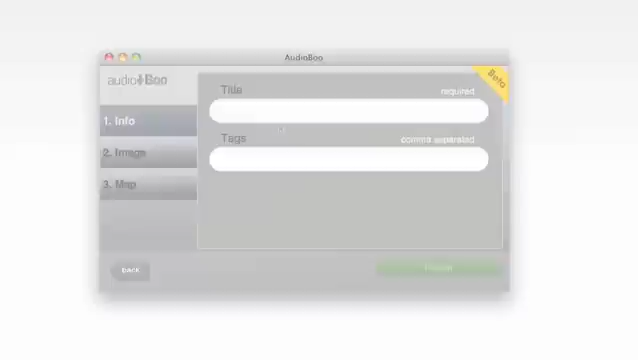 AudioBoo
audioBoo
Beta
Title
required
1. Info
Tags
comma separated
2. Image
3. Map
BACK